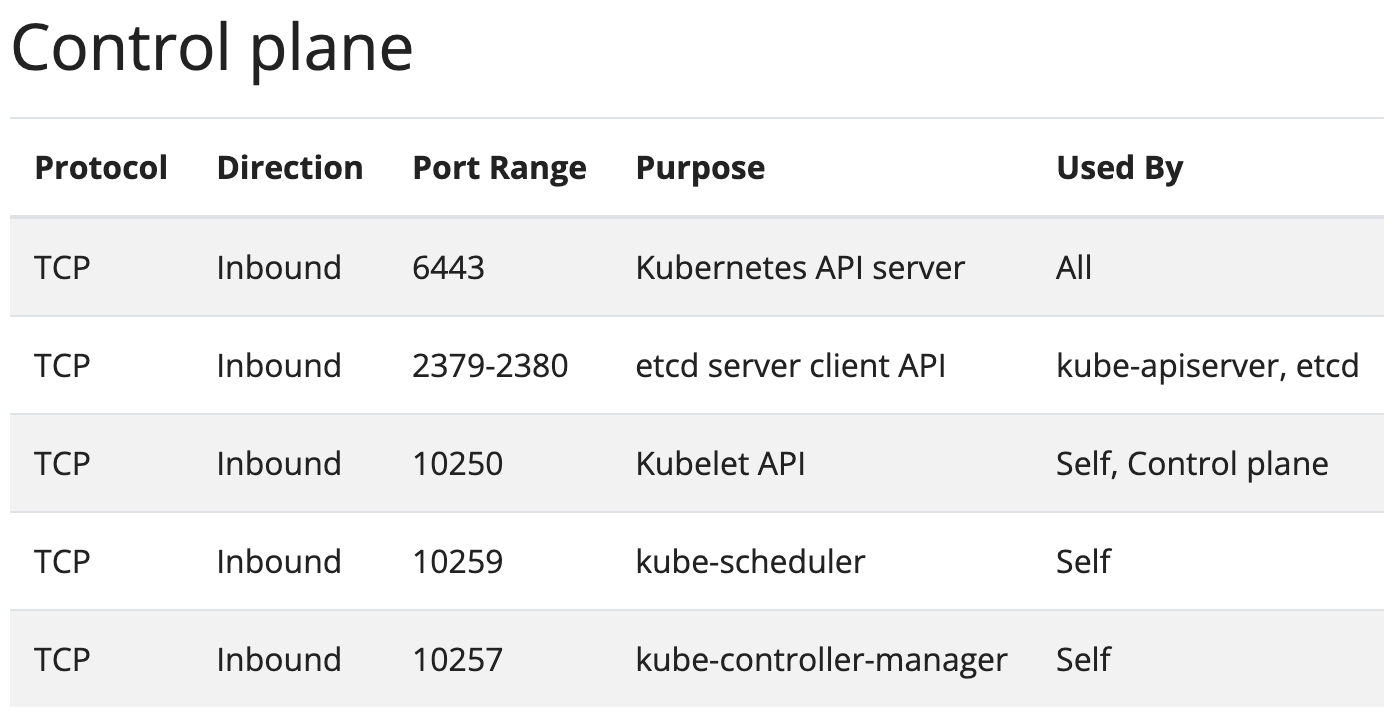 Control plane
Protocol Direction Port Range Purpose Used By
TCP Inbound 6443 Kubernetes API server All
TCP Inbound 2379-2380 etcd server client API kube-apiserver, etcd
TCP Inbound 10250 Kubelet API Self, Control plane
TCP Inbound 10259 kube-scheduler Self
TCP Inbound 10257 kube-controller-manager Self